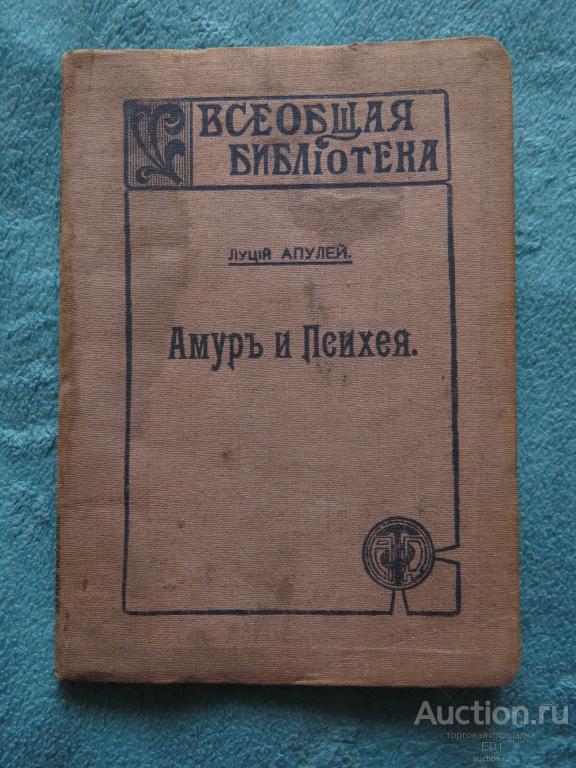 ВСЕОБЩАЯ
БИБЛІОТЕКА
ЛУЦІЙ АПУЛЕЙ.
Амуръ и Психея.
Auction.ru
торговая площадка
ED1
auction.ru